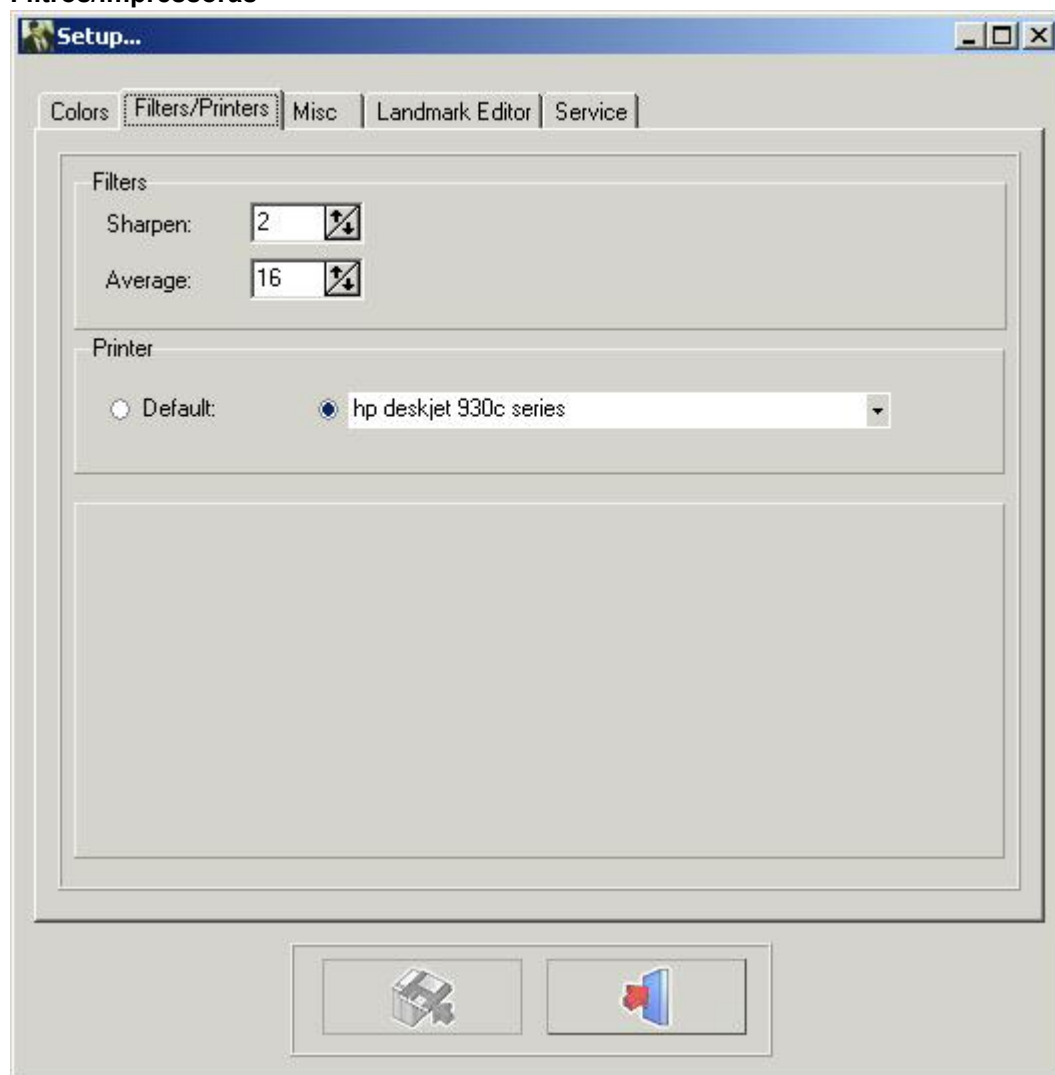 Filtros/Impressoras
Setup...
Colors Filters/Printers Misc Landmark Editor Service
Filters
Sharpen: 2
Average: 16
Printer
Default: hp deskjet 930c series